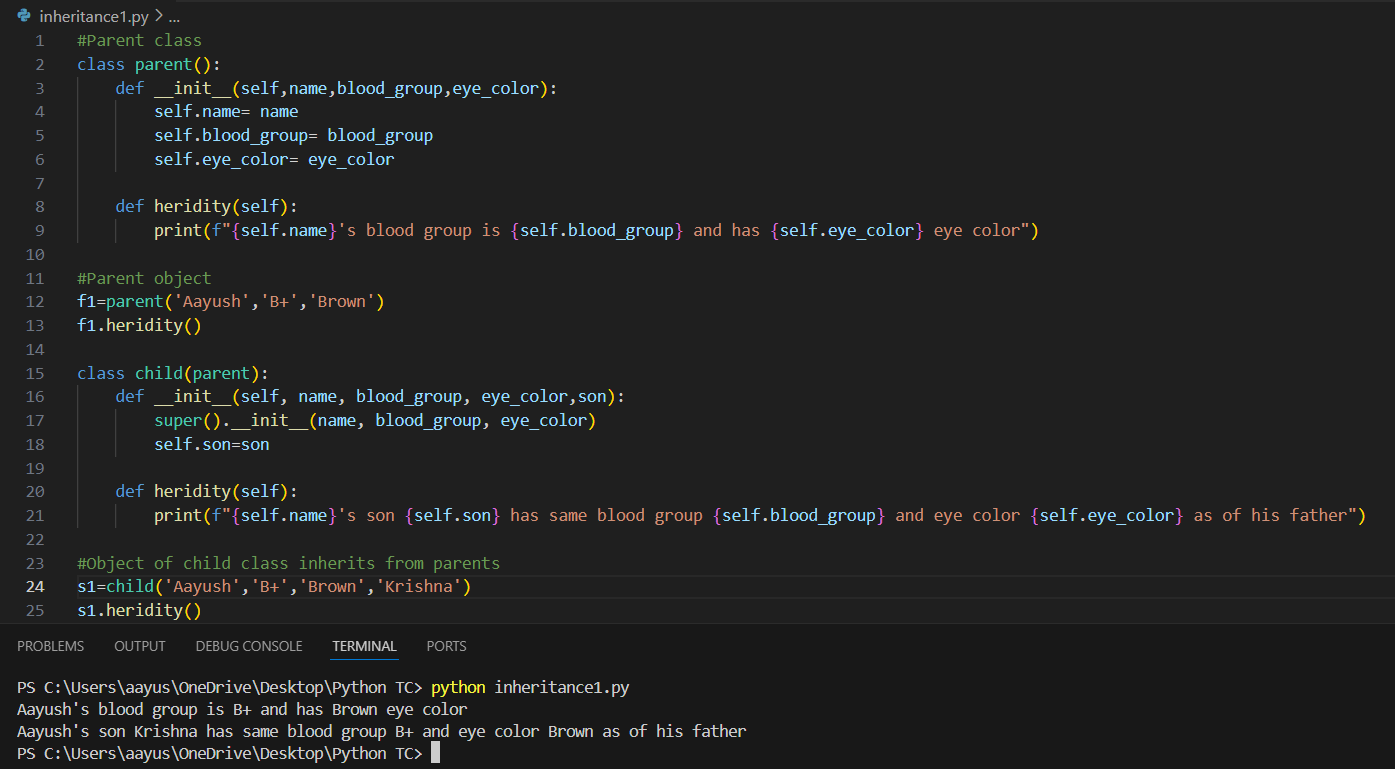 inheritance1.py > ...
1 #Parent class
2 class parent():
3     def __init__(self,name,blood_group,eye_color):
4         self.name= name
5         self.blood_group= blood_group
6         self.eye_color= eye_color
7
8     def heridity(self):
9         print(f"{self.name}'s blood group is {self.blood_group} and has {self.eye_color} eye color")
10
11 #Parent object
12 f1=parent('Aayush','B+','Brown')
13 f1.heridity()
14
15 class child(parent):
16     def __init__(self, name, blood_group, eye_color,son):
17         super().__init__(name, blood_group, eye_color)
18         self.son=son
19
20     def heridity(self):
21         print(f"{self.name}'s son {self.son} has same blood group {self.blood_group} and eye color {self.eye_color} as of his father")
22
23 #Object of child class inherits from parents
24 s1=child('Aayush','B+','Brown','Krishna')
25 s1.heridity()
PROBLEMS OUTPUT DEBUG CONSOLE TERMINAL PORTS
PS C:\Users\aayus\OneDrive\Desktop\Python TC> python inheritance1.py
Aayush's blood group is B+ and has Brown eye color
Aayush's son Krishna has same blood group B+ and eye color Brown as of his father
PS C:\Users\aayus\OneDrive\Desktop\Python TC>